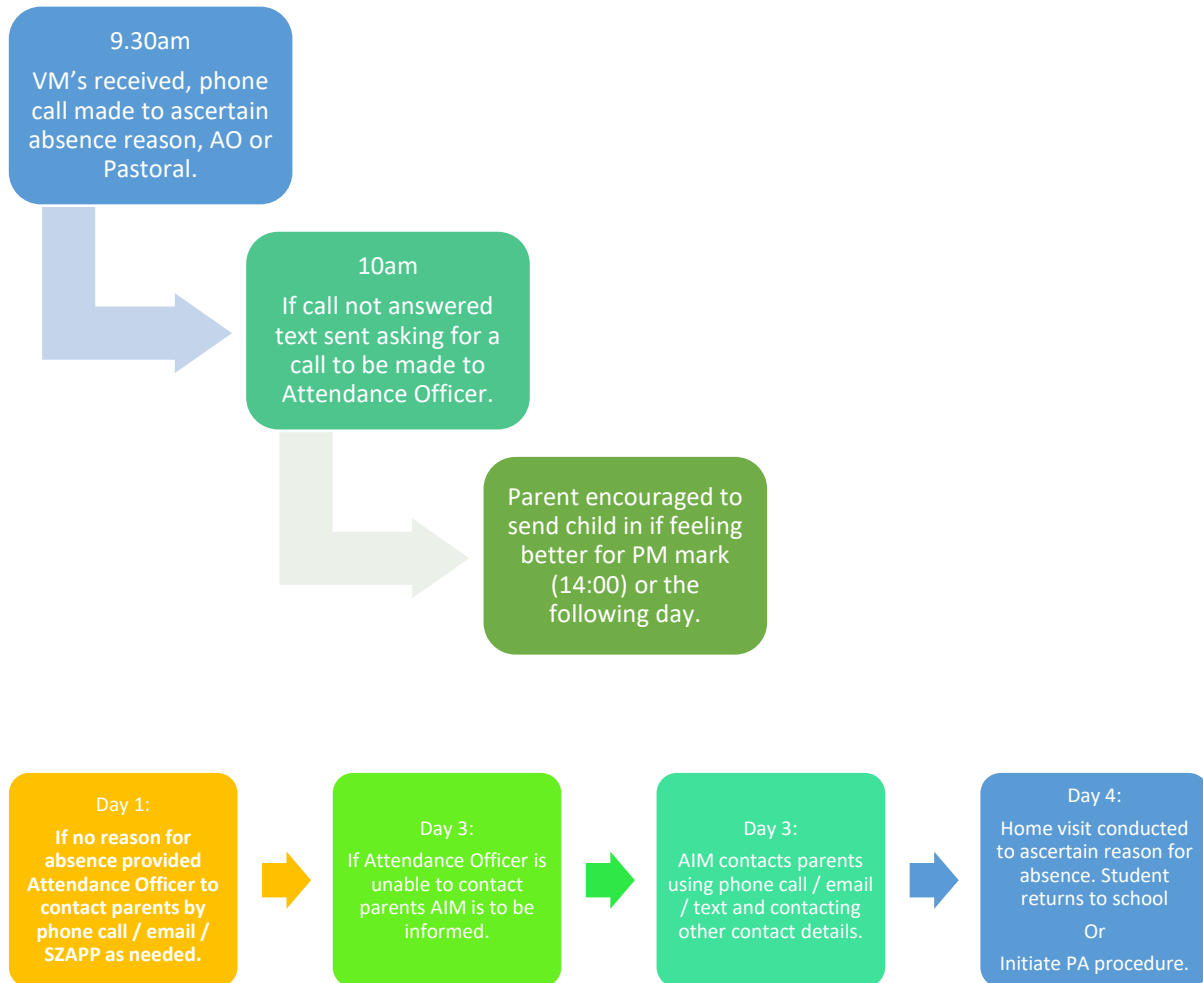 9.30am
VM’s received, phone
call made to ascertain
absence reason, AO or
Pastoral.
10am
If call not answered
text sent asking for a
call to be made to
Attendance Officer.
Parent encouraged to
send child in if feeling
better for PM mark
(14:00) or the
following day.
Day 1:
If no reason for
absence provided
Attendance Officer to
contact parents by
phone call / email /
SZAPP as needed.
Day 3:
If Attendance Officer is
unable to contact
parents AIM is to be
informed.
Day 3:
AIM contacts parents
using phone call / email
/ text and contacting
other contact details.
Day 4:
Home visit conducted
to ascertain reason for
absence. Student
returns to school
Or
Initiate PA procedure.